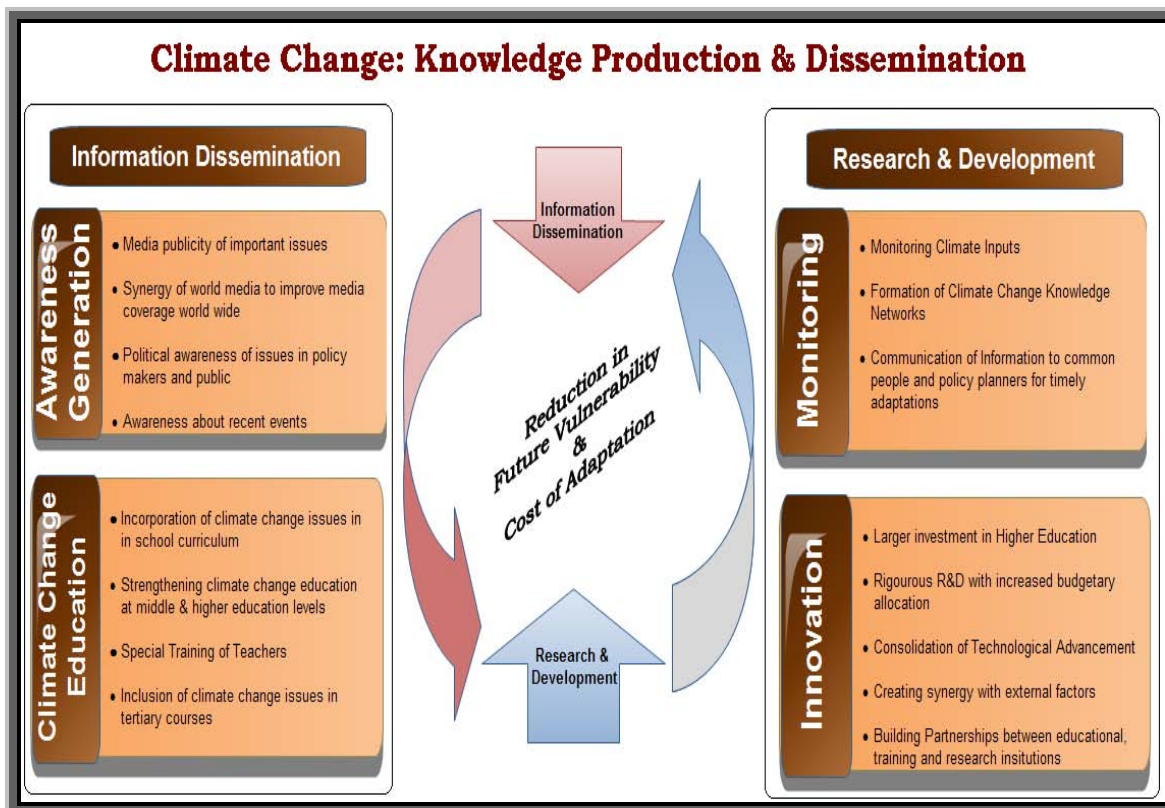 Climate Change: Knowledge Production & Dissemination
Information Dissemination
Awareness
Generation
● Media publicity of important issues
● Synergy of world media to improve media
coverage world wide
● Political awareness of issues in policy
makers and public
● Awareness about recent events
Climate Change
Education
● Incorporation of climate change issues in
in school curriculum
● Strengthening climate change education
at middle & higher education levels
● Special Training of Teachers
● Inclusion of climate change issues in
tertiary courses
Information
Dissemination
Reduction in
Future Vulnerability
&
Cost of Adaptation
Research &
Development
Research & Development
Monitoring
● Monitoring Climate Inputs
● Formation of Climate Change Knowledge
Networks
● Communication of Information to common
people and policy planners for timely
adaptations
Innovation
● Larger investment in Higher Education
● Rigourous R&D with increased budgetary
allocation
● Consolidation of Technological Advancement
● Creating synergy with external factors
● Building Partnerships between educational,
training and research insitutions